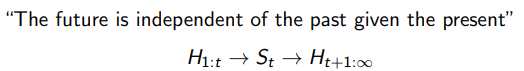 “The future is independent of the past given the present”
H₁:ₜ → Sₜ → Hₜ₊₁:∞